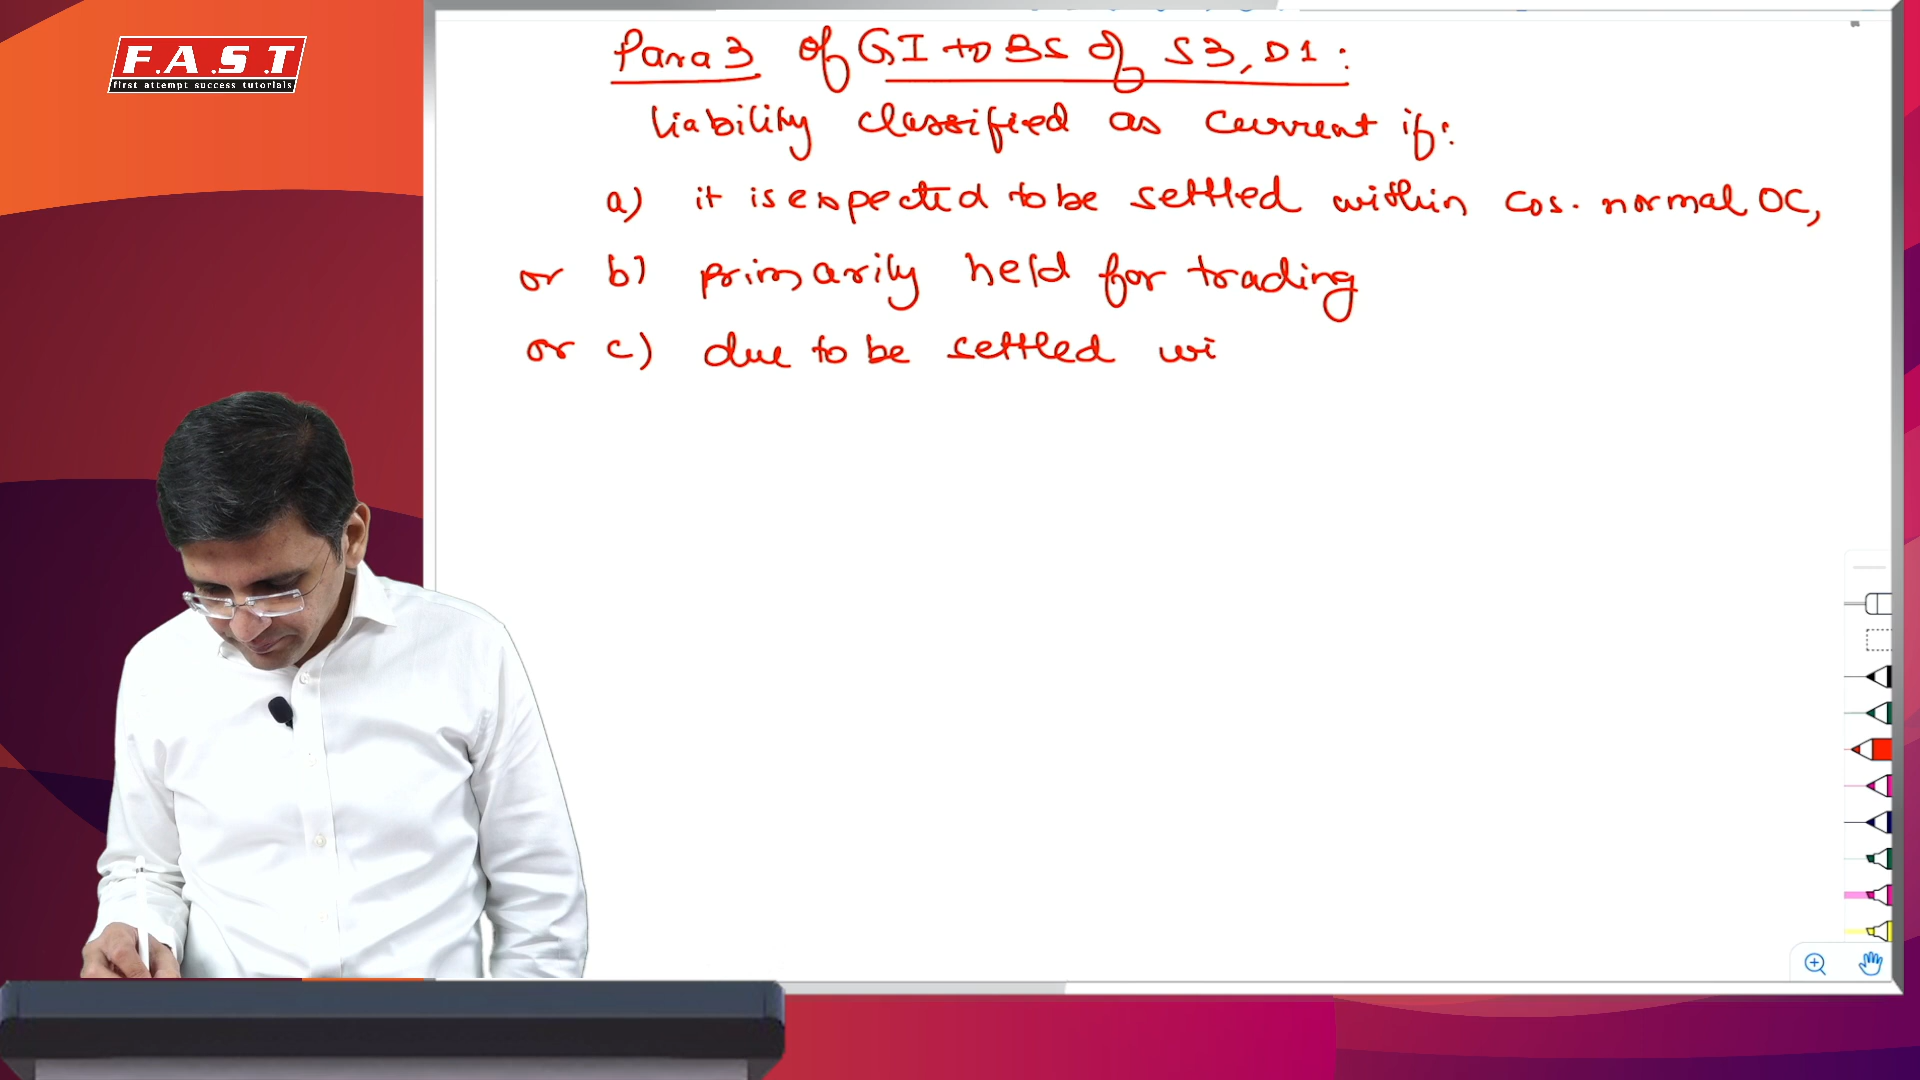 F.A.S.T
first attempt success tutorials
Para 3 of GI to BS of S3, D1:
liability classified as current if:
a) it is expected to be settled within cos. normal OC,
or b) primarily held for trading
or c) due to be settled wi